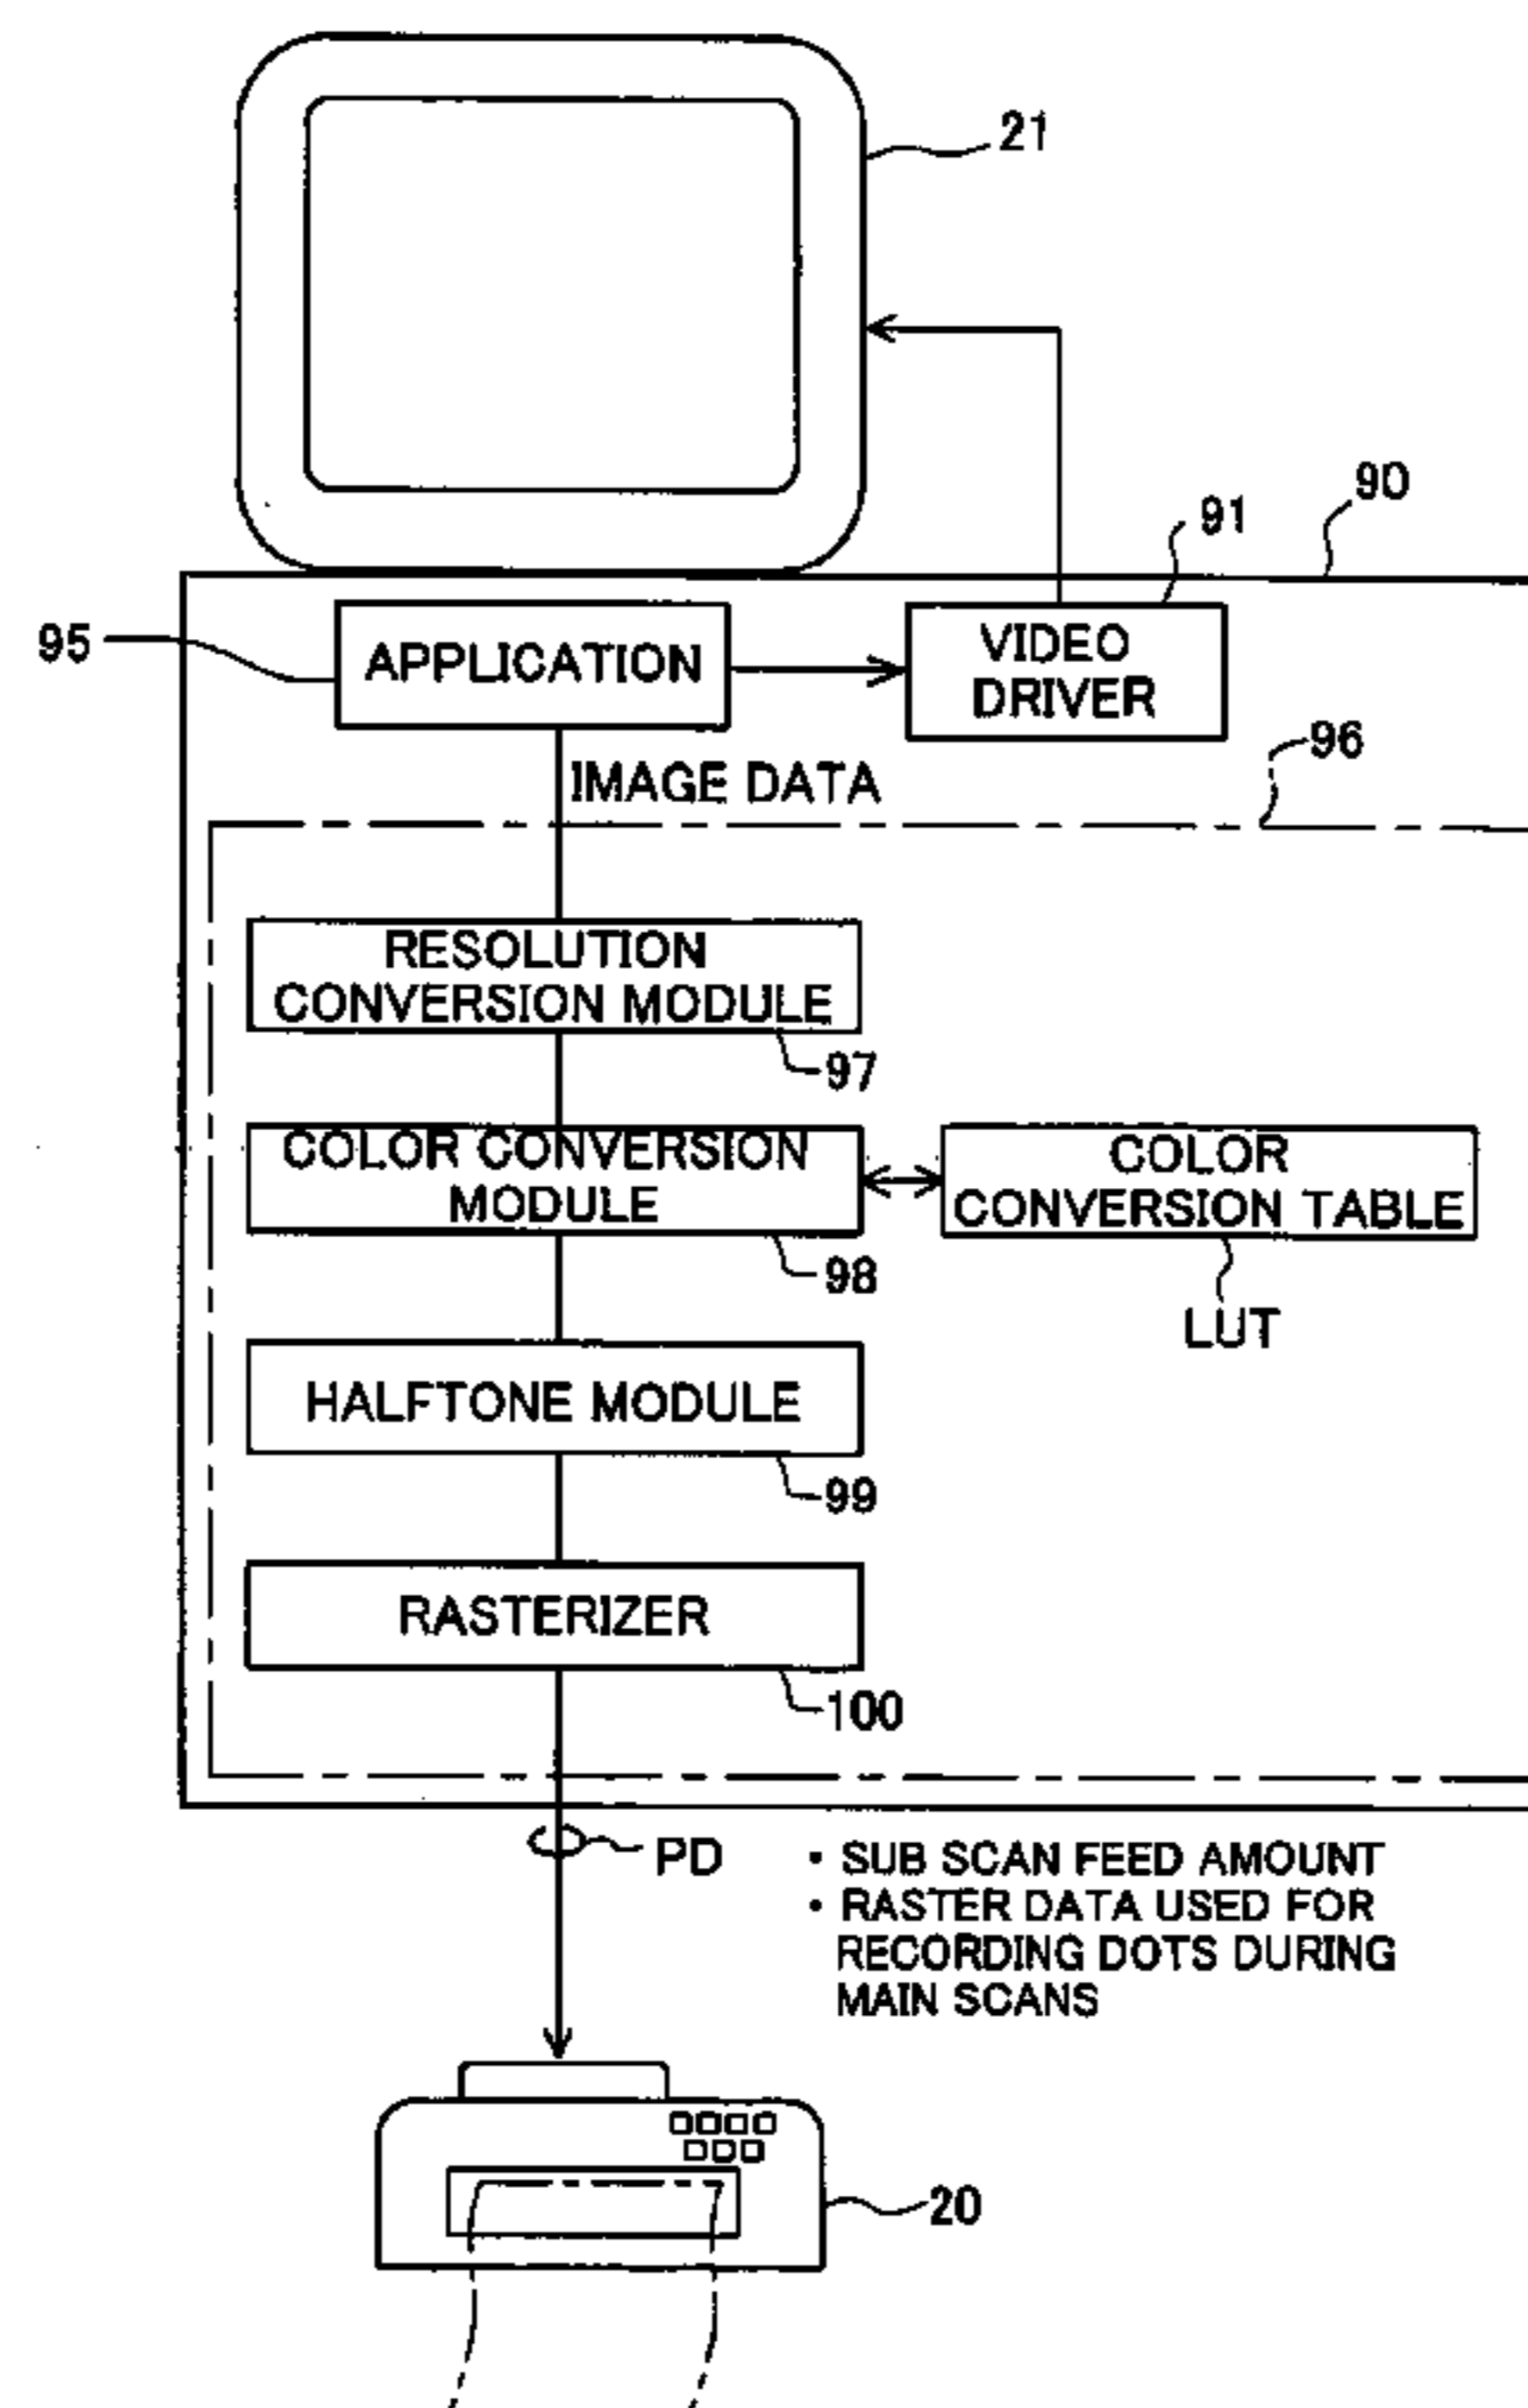 21
90
91
95
APPLICATION
VIDEO
DRIVER
96
IMAGE DATA
RESOLUTION
CONVERSION MODULE
97
COLOR CONVERSION
MODULE
COLOR
CONVERSION TABLE
98
LUT
HALFTONE MODULE
99
RASTERIZER
100
PD
• SUB SCAN FEED AMOUNT
• RASTER DATA USED FOR
RECORDING DOTS DURING
MAIN SCANS
20